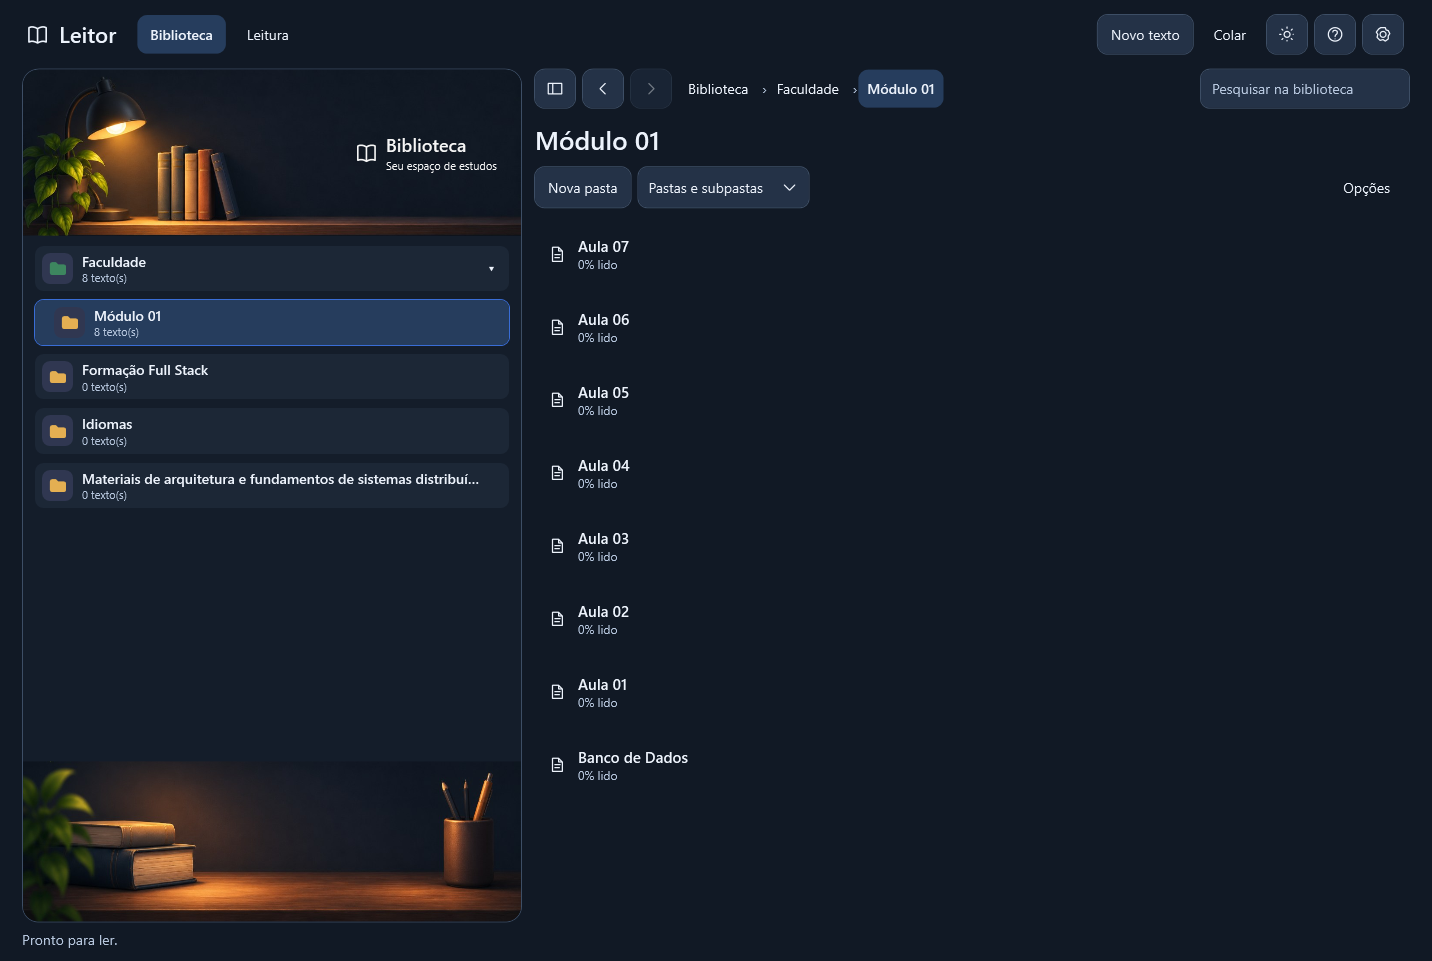 Leitor
Biblioteca
Leitura
Novo texto
Colar
Biblioteca
Seu espaço de estudos
Faculdade
8 texto(s)
Módulo 01
8 texto(s)
Formação Full Stack
0 texto(s)
Idiomas
0 texto(s)
Materiais de arquitetura e fundamentos de sistemas distribuí...
0 texto(s)
Biblioteca › Faculdade › Módulo 01
Pesquisar na biblioteca
Módulo 01
Nova pasta
Pastas e subpastas
Opções
Aula 07
0% lido
Aula 06
0% lido
Aula 05
0% lido
Aula 04
0% lido
Aula 03
0% lido
Aula 02
0% lido
Aula 01
0% lido
Banco de Dados
0% lido
Pronto para ler.